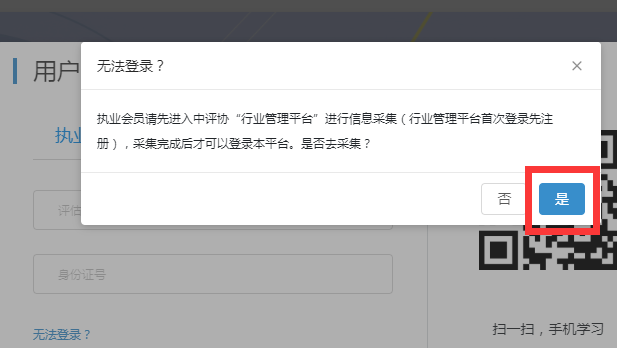 用户
无法登录？
×
执业会员请先进入中评协“行业管理平台”进行信息采集（行业管理平台首次登录先注
册），采集完成后才可以登录本平台。是否去采集？
否
是
执业
评估
身份证号
无法登录？
扫一扫，手机学习